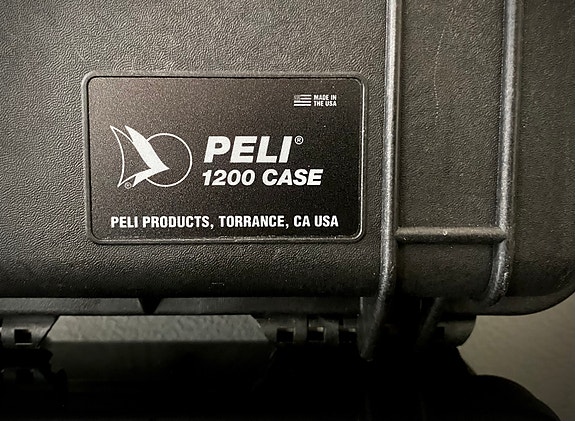 MADE IN
THE USA
PELI®
1200 CASE
PELI PRODUCTS, TORRANCE, CA USA